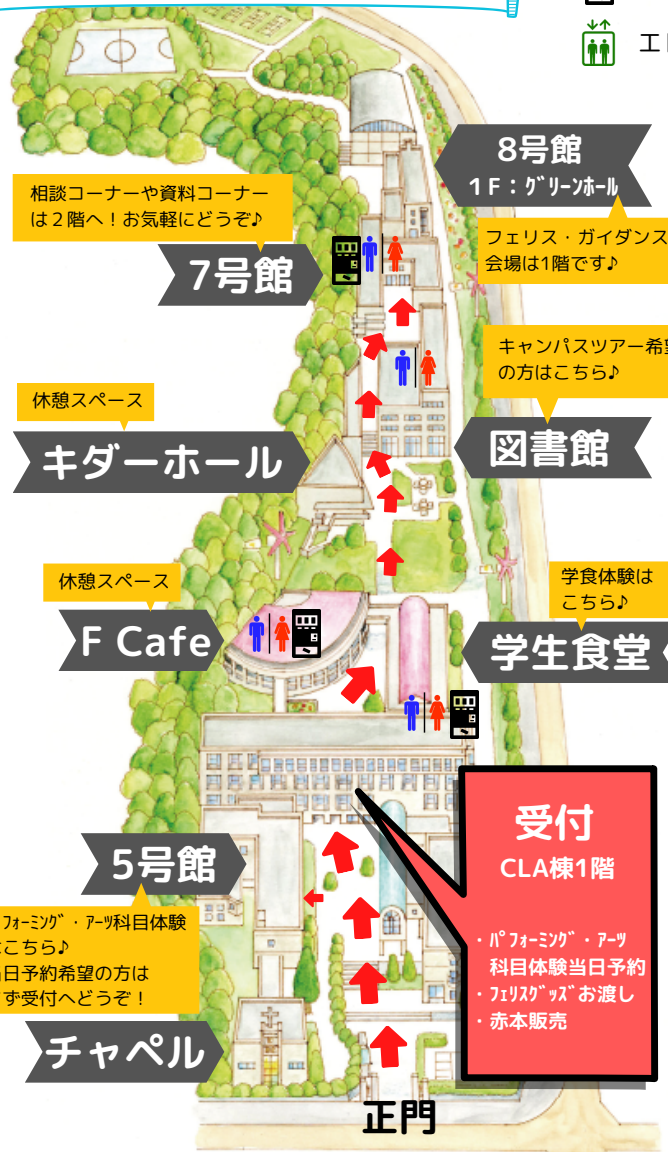 エ
8号館
1F：ｸﾞﾘｰﾝﾎｰﾙ
相談コーナーや資料コーナー
は２階へ！お気軽にどうぞ♪
フェリス・ガイダンス
会場は1階です♪
7号館
キャンパスツアー希望
の方はこちら♪
休憩スペース
図書館
キダーホール
学食体験は
こちら♪
休憩スペース
F Cafe
学生食堂
受付
CLA棟1階
・ﾊﾟﾌｫｰﾐﾝｸﾞ・ｱｰﾂ
科目体験当日予約
・ﾌｪﾘｽｸﾞｯｽﾞお渡し
・赤本販売
5号館
ﾌｫｰﾐﾝｸﾞ・ｱｰﾂ科目体験
はこちら♪
当日予約希望の方は
まず受付へどうぞ！
チャペル
正門